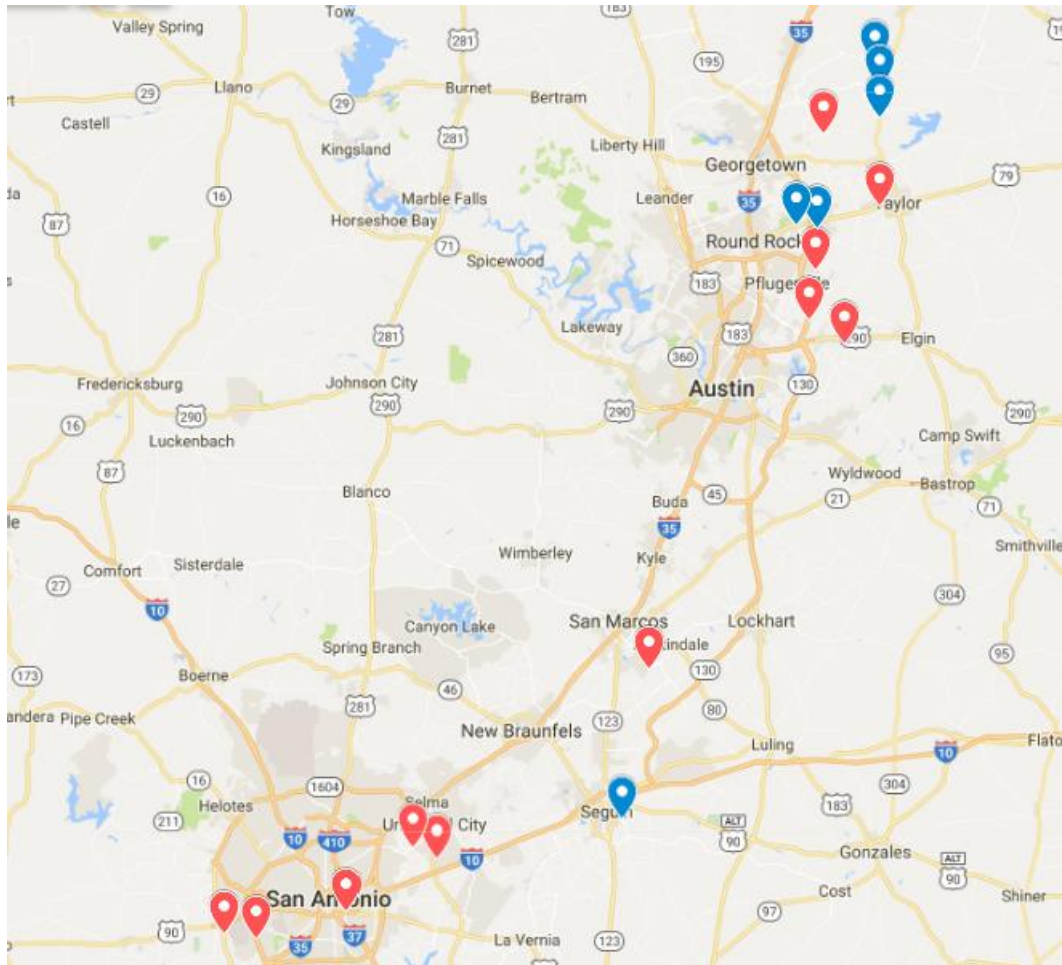 Tow
183
Valley Spring
281
35
195
Llano
Burnet
Bertram
29
29
Castell
281
Liberty Hill
Kingsland
Georgetown
79
Marble Falls
Leander
35
16
Horseshoe Bay
87
71
Round Rock
Spicewood
183
Lakeway
183
290
Elgin
281
360
Fredericksburg
Johnson City
Austin
130
290
16
290
290
290
Luckenbach
Camp Swift
87
Wyldwood
Bastrop
Blanco
45
21
Buda
71
35
Smithville
Wimberley
Kyle
Comfort
Sisterdale
27
304
10
San Marcos
Lockhart
Canyon Lake
Spring Branch
95
173
Boerne
130
46
281
Pipe Creek
123
80
New Braunfels
Luling
10
16
1604
304
Helotes
Selma
183
211
ALT
90
10
410
10
Gonzales
ALT
90
San Antonio
Cost
Shiner
97
90
35
37
La Vernia
123